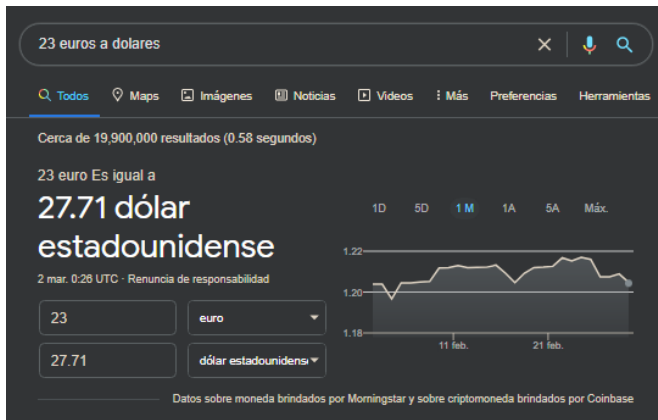 23 euros a dolares
Todos Maps Imágenes Noticias Videos Más Preferencias Herramientas
Cerca de 19,900,000 resultados (0.58 segundos)
23 euro Es igual a
27.71 dólar
estadounidense
2 mar. 0:26 UTC · Renuncia de responsabilidad
23 euro
27.71 dólar estadounidens
1D 5D 1 M 1A 5A Máx.
1.22
1.20
1.18
11 feb. 21 feb.
Datos sobre moneda brindados por Morningstar y sobre criptomoneda brindados por Coinbase